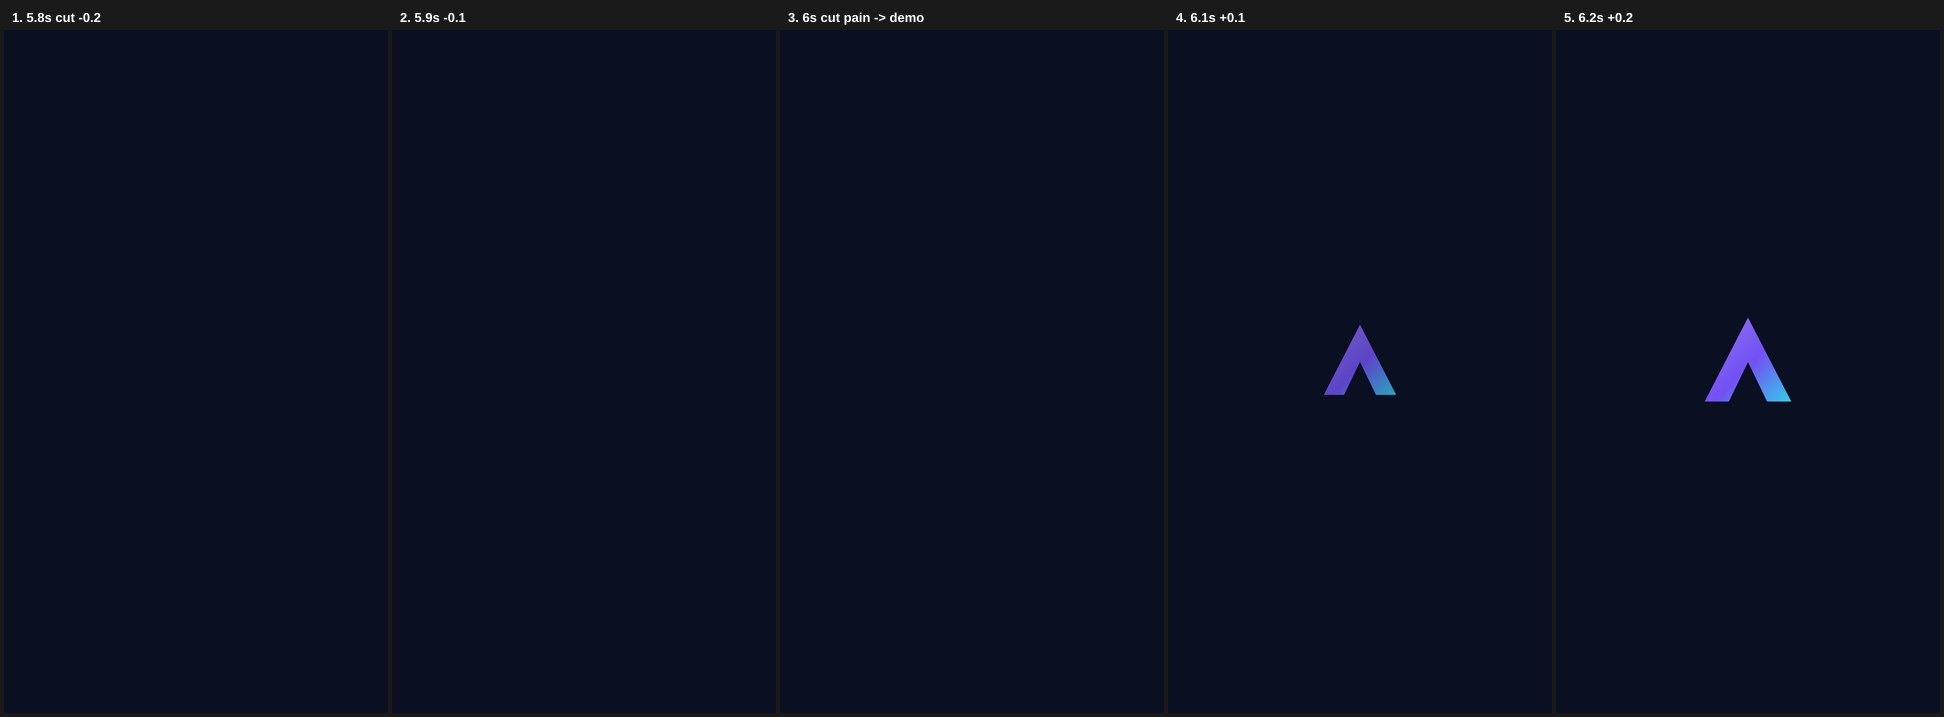 1. 5.8s cut -0.2
2. 5.9s -0.1
3. 6s cut pain -> demo
4. 6.1s +0.1
5. 6.2s +0.2